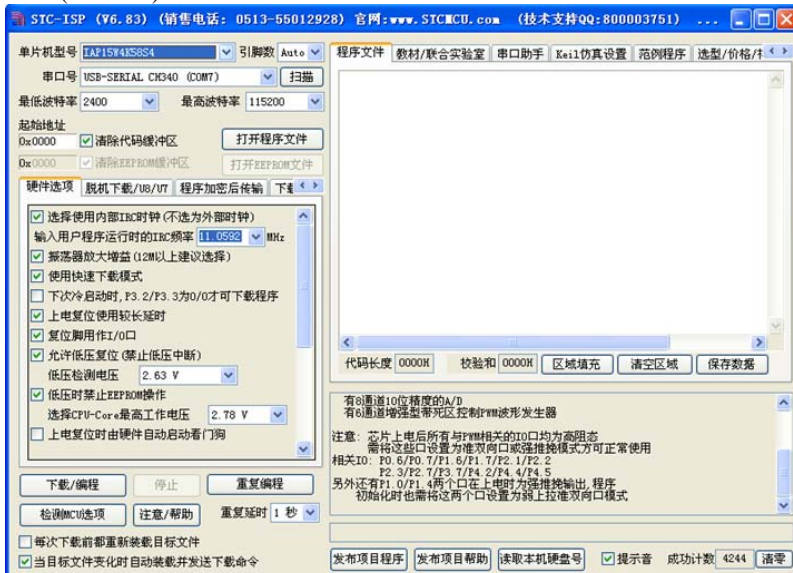 STC-ISP (V6.83) (销售电话: 0513-55012928) 官网:www.STCMCU.com (技术支持QQ:800003751) ...
单片机型号 IAP15W4K58S4 引脚数 Auto
串口号 USB-SERIAL CH340 (COM7) 扫描
最低波特率 2400 最高波特率 115200
起始地址
0x0000 清除代码缓冲区 打开程序文件
0x0000 清除EEPROM缓冲区 打开EEPROM文件
硬件选项 脱机下载/U8/U7 程序加密后传输 下载
选择使用内部IRC时钟(不选为外部时钟)
输入用户程序运行时的IRC频率 11.0592 MHz
振荡器放大增益(12M以上建议选择)
使用快速下载模式
下次冷启动时,P3.2/P3.3为0/0才可下载程序
上电复位使用较长延时
复位脚用作I/O口
允许低压复位(禁止低压中断)
低压检测电压 2.63 V
低压时禁止EEPROM操作
选择CPU-Core最高工作电压 2.78 V
上电复位时由硬件自动启动看门狗
下载/编程 停止 重复编程
检测MCU选项 注意/帮助 重复延时 1 秒
每次下载前都重新装载目标文件
当目标文件变化时自动装载并发送下载命令
程序文件 教材/联合实验室 串口助手 Keil仿真设置 范例程序 选型/价格/
代码长度 0000H 校验和 0000H 区域填充 清空区域 保存数据
有8通道10位精度的A/D
有6通道增强型带死区控制PWM波形发生器
注意: 芯片上电后所有与PWM相关的IO口均为高阻态
需将这些口设置为准双向口或强推挽模式方可正常使用
相关IO: P0.6/P0.7/P1.6/P1.7/P2.1/P2.2
P2.3/P2.7/P3.7/P4.2/P4.4/P4.5
另外还有P1.0/P1.4两个口在上电时为强推挽输出,程序
初始化时也需将这两个口设置为弱上拉准双向口模式
发布项目程序 发布项目帮助 读取本机硬盘号 提示音 成功计数 4244 清零